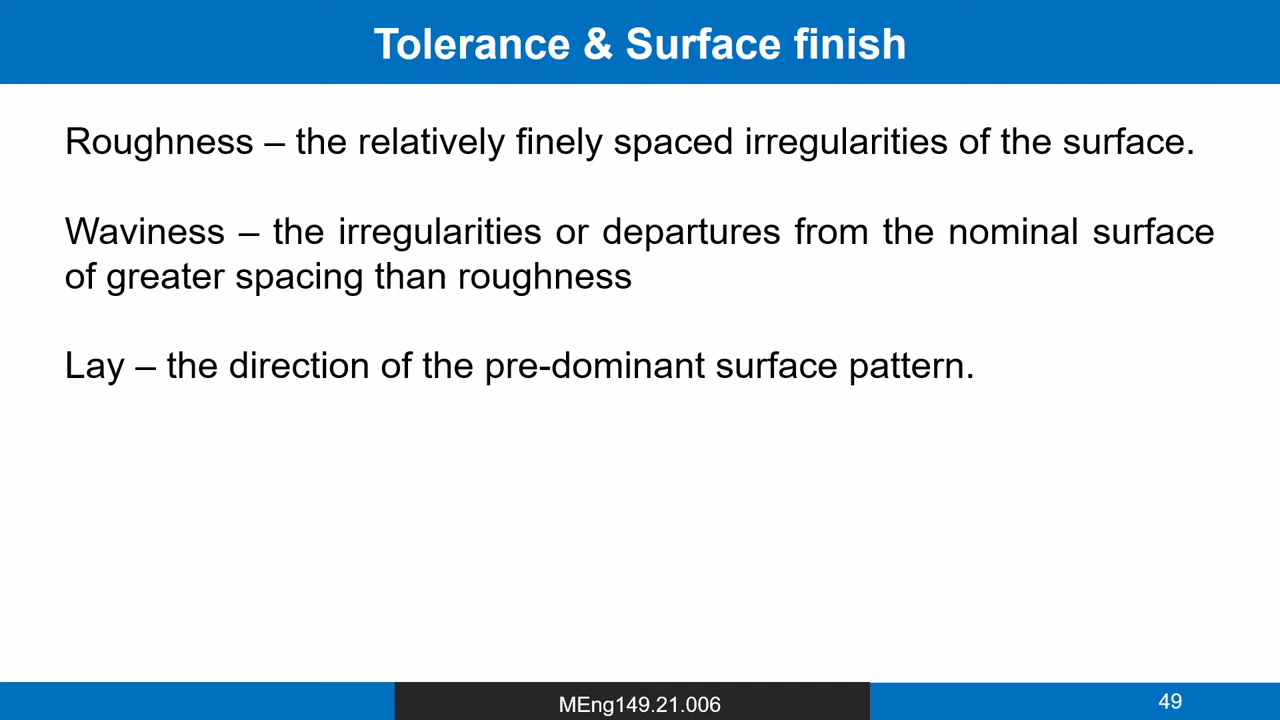 Tolerance & Surface finish
Roughness – the relatively finely spaced irregularities of the surface.
Waviness – the irregularities or departures from the nominal surface
of greater spacing than roughness
Lay – the direction of the pre-dominant surface pattern.
MEng149.21.006
49